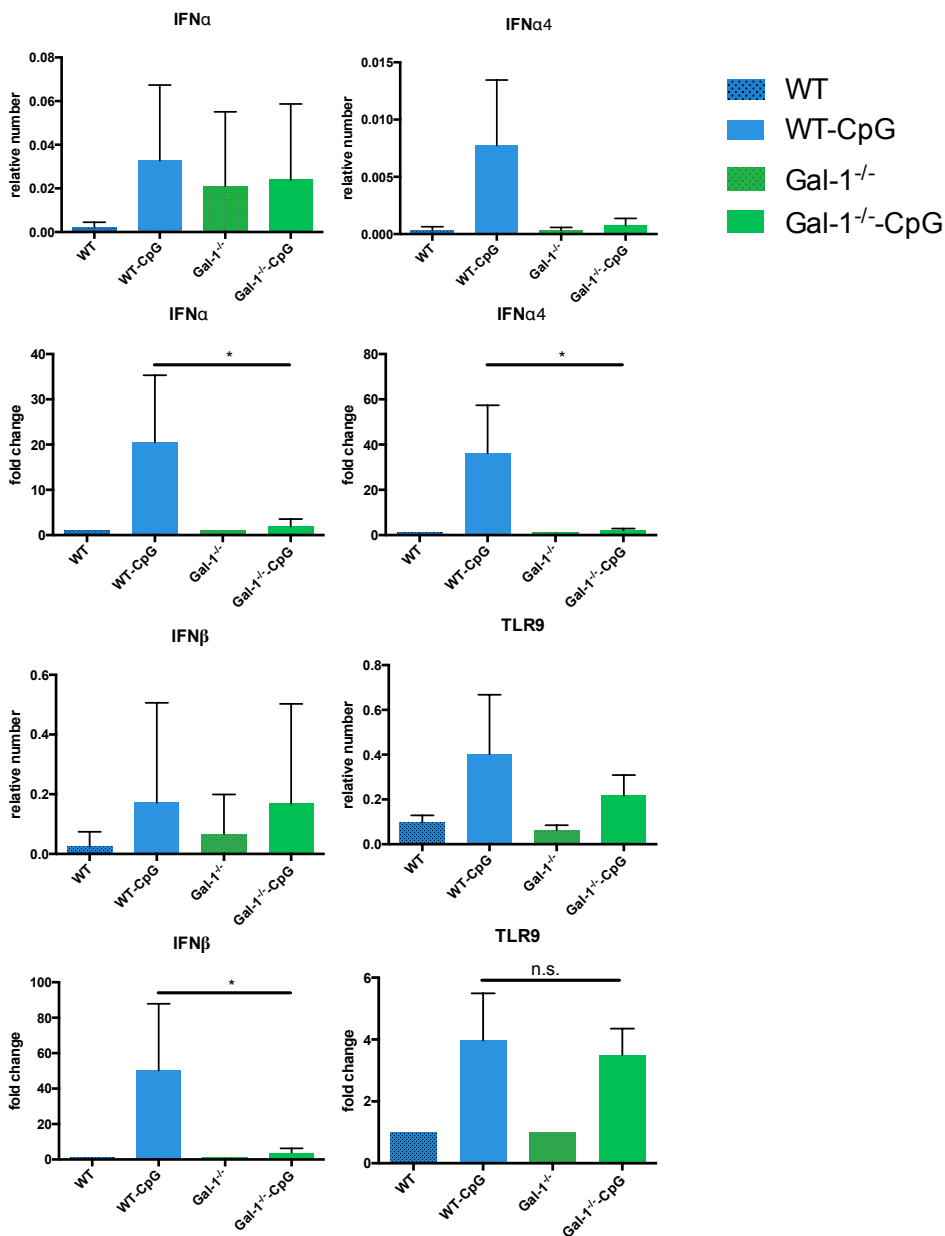 IFNα
relative number
0.08
0.06
0.04
0.02
0.00
WT
WT-CpG
Gal-1-/-
Gal-1-/--CpG
IFNα4
relative number
0.015
0.010
0.005
0.000
WT
WT-CpG
Gal-1-/-
Gal-1-/--CpG
WT
WT-CpG
Gal-1-/-
Gal-1-/--CpG
IFNα
fold change
40
30
20
10
0
*
WT
WT-CpG
Gal-1-/-
Gal-1-/--CpG
IFNα4
fold change
80
60
40
20
0
*
WT
WT-CpG
Gal-1-/-
Gal-1-/--CpG
IFNβ
relative number
0.6
0.4
0.2
0.0
WT
WT-CpG
Gal-1-/-
Gal-1-/--CpG
TLR9
relative number
0.8
0.6
0.4
0.2
0.0
WT
WT-CpG
Gal-1-/-
Gal-1-/--CpG
IFNβ
fold change
100
80
60
40
20
0
*
WT
WT-CpG
Gal-1-/-
Gal-1-/--CpG
TLR9
fold change
6
4
2
0
n.s.
WT
WT-CpG
Gal-1-/-
Gal-1-/--CpG